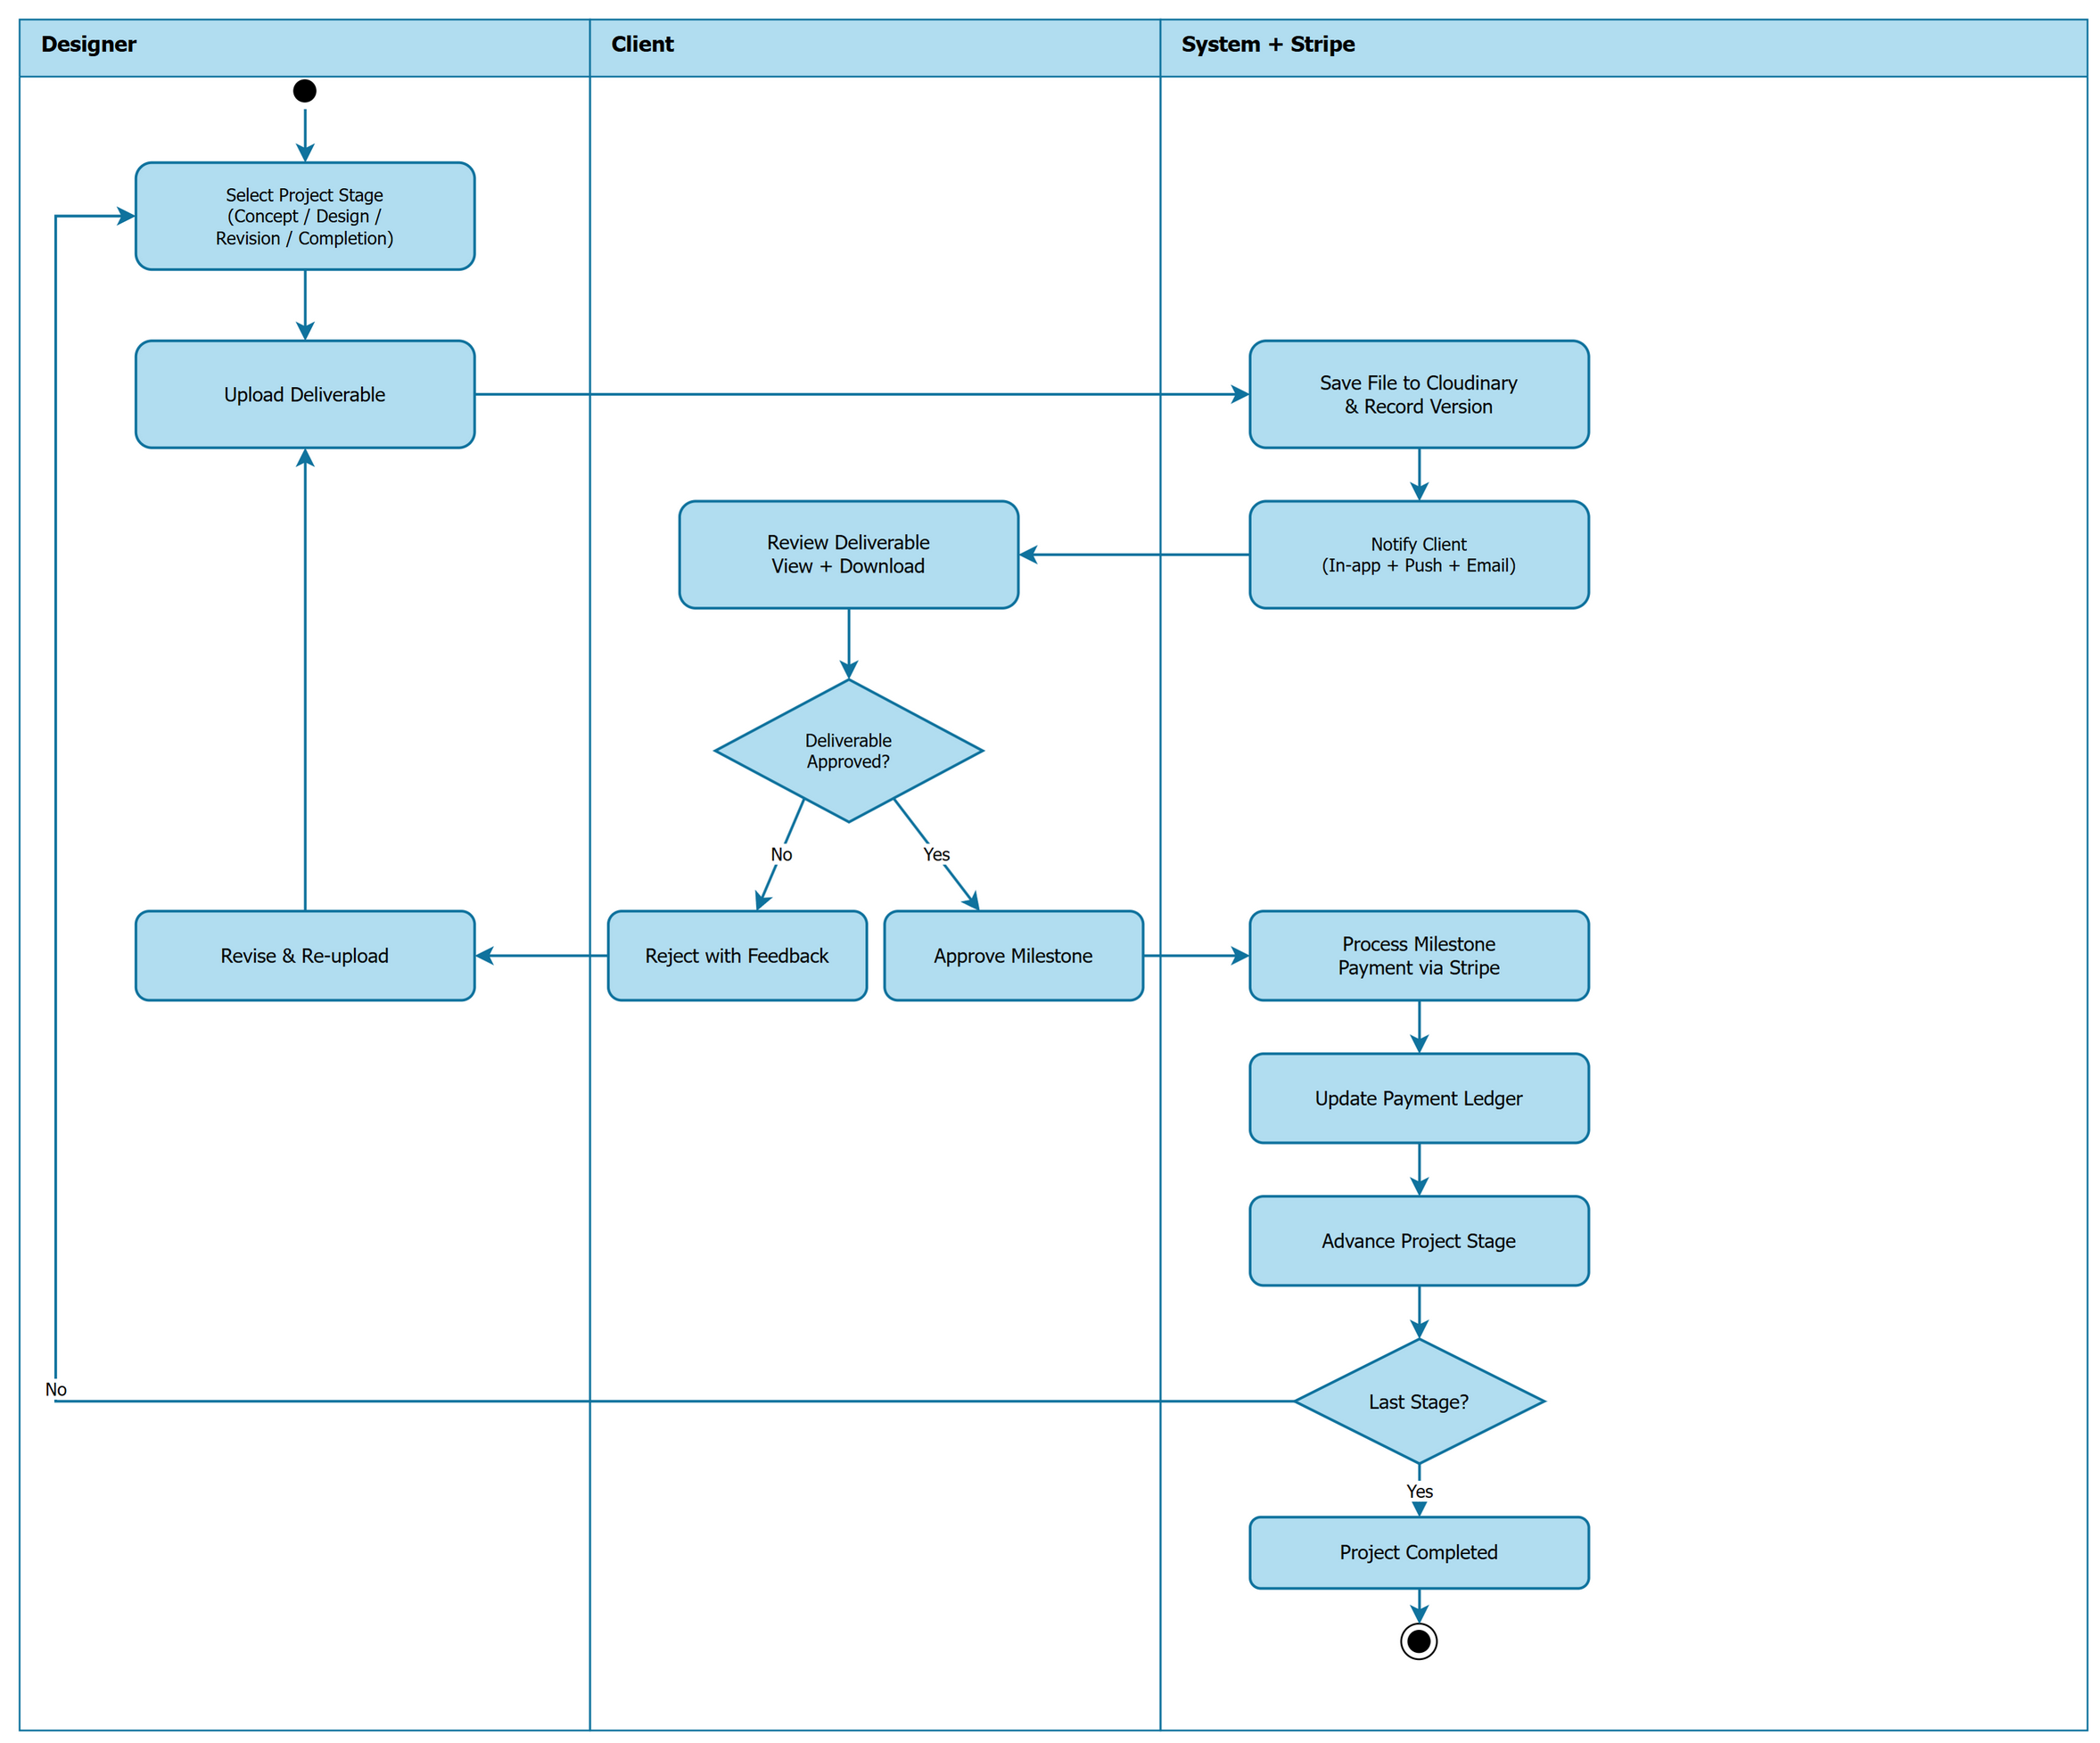 Designer
Client
System + Stripe
Select Project Stage
(Concept / Design /
Revision / Completion)
Upload Deliverable
Save File to Cloudinary
& Record Version
Review Deliverable
View + Download
Notify Client
(In-app + Push + Email)
Deliverable
Approved?
No
Yes
Revise & Re-upload
Reject with Feedback
Approve Milestone
Process Milestone
Payment via Stripe
Update Payment Ledger
Advance Project Stage
No
Last Stage?
Yes
Project Completed